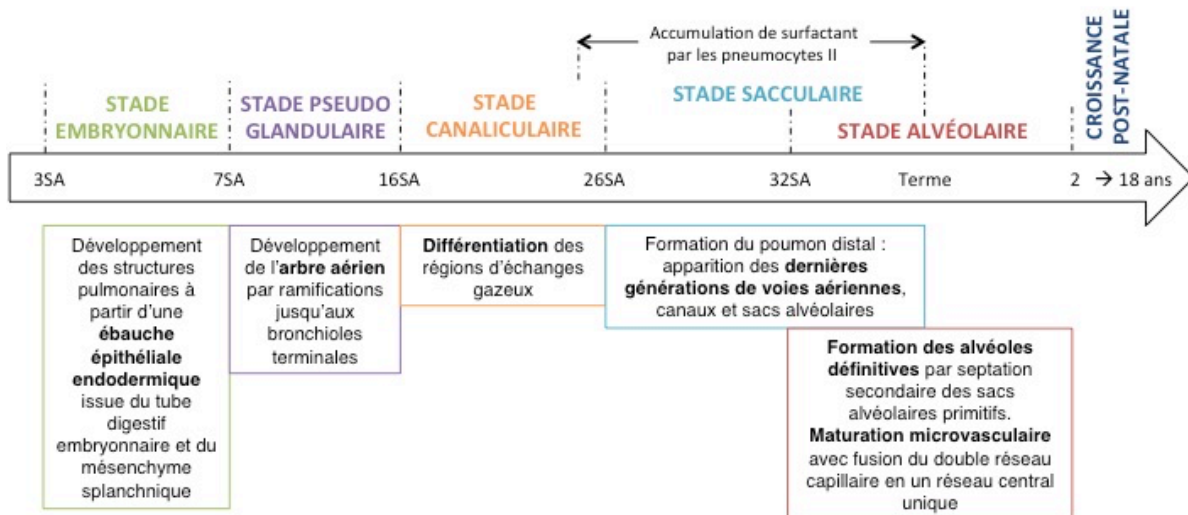 Accumulation de surfactant
par les pneumocytes II
STADE
EMBRYONNAIRE
STADE PSEUDO
GLANDULAIRE
STADE
CANALICULAIRE
STADE SACCULAIRE
STADE ALVÉOLAIRE
CROISSANCE
POST-NATALE
3SA
7SA
16SA
26SA
32SA
Terme
2 → 18 ans
Développement
des structures
pulmonaires à
partir d'une
ébauche
épithéliale
endodermique
issue du tube
digestif
embryonnaire et du
mésenchyme
splanchnique
Développement
de l'arbre aérien
par ramifications
jusqu'aux
bronchioles
terminales
Différentiation des
régions d'échanges
gazeux
Formation du poumon distal :
apparition des dernières
générations de voies aériennes,
canaux et sacs alvéolaires
Formation des alvéoles
définitives par septation
secondaire des sacs
alvéolaires primitifs.
Maturation microvasculaire
avec fusion du double réseau
capillaire en un réseau central
unique